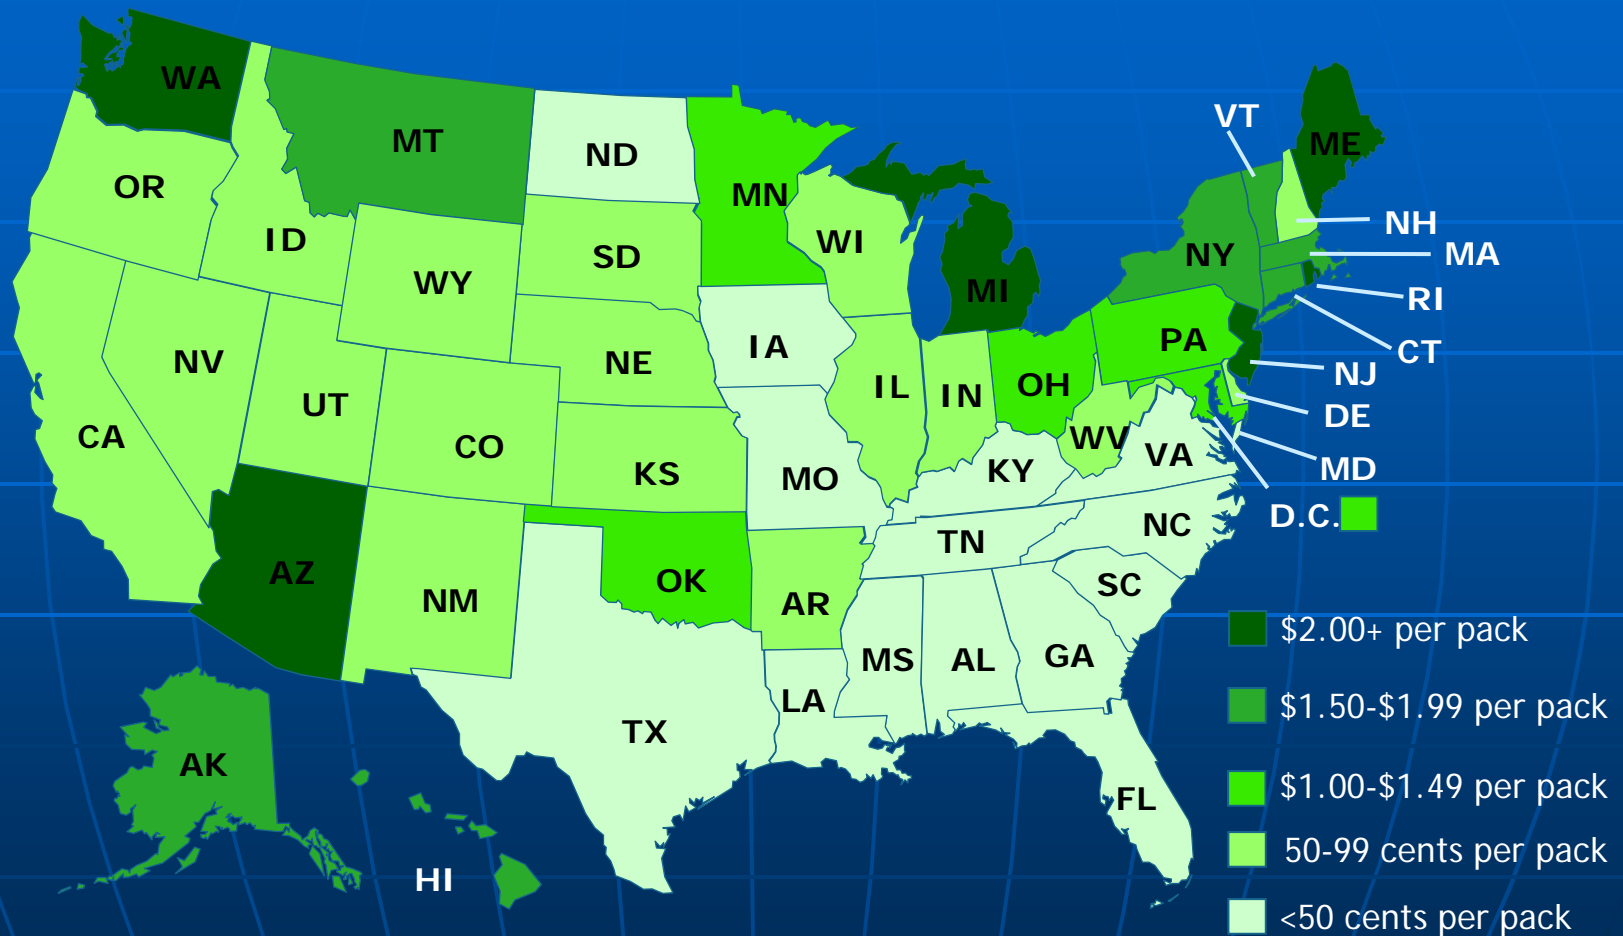 WA
VT
MT
ME
ND
OR
MN
NH
WI
ID
NY
MA
SD
WY
MI
RI
IA
PA
CT
NV
NE
NJ
IL
IN
OH
UT
DE
CA
CO
WV
VA
KS
KY
MD
MO
D.C.
NC
TN
AZ
OK
SC
NM
AR
$2.00+ per pack
MS
AL
GA
LA
$1.50-$1.99 per pack
TX
AK
$1.00-$1.49 per pack
FL
50-99 cents per pack
HI
<50 cents per pack